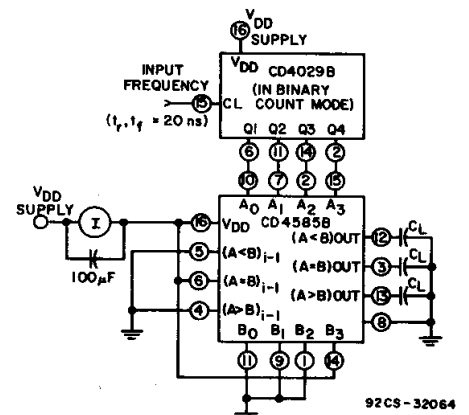 16 VDD SUPPLY
VDD CD4029B
INPUT FREQUENCY
15 CL (IN BINARY COUNT MODE)
(tr, tf = 20 ns)
Q1 Q2 Q3 Q4
6 11 14 2
10 7 2 15
A0 A1 A2 A3
VDD SUPPLY
I
100µF
16 VDD CD4585B
5 (A<B)i-1
6 (A=B)i-1
4 (A>B)i-1
(A<B)OUT 12 CL
(A=B)OUT 3 CL
(A>B)OUT 13 CL
8
B0 B1 B2 B3
11 9 1 14
92CS-32064